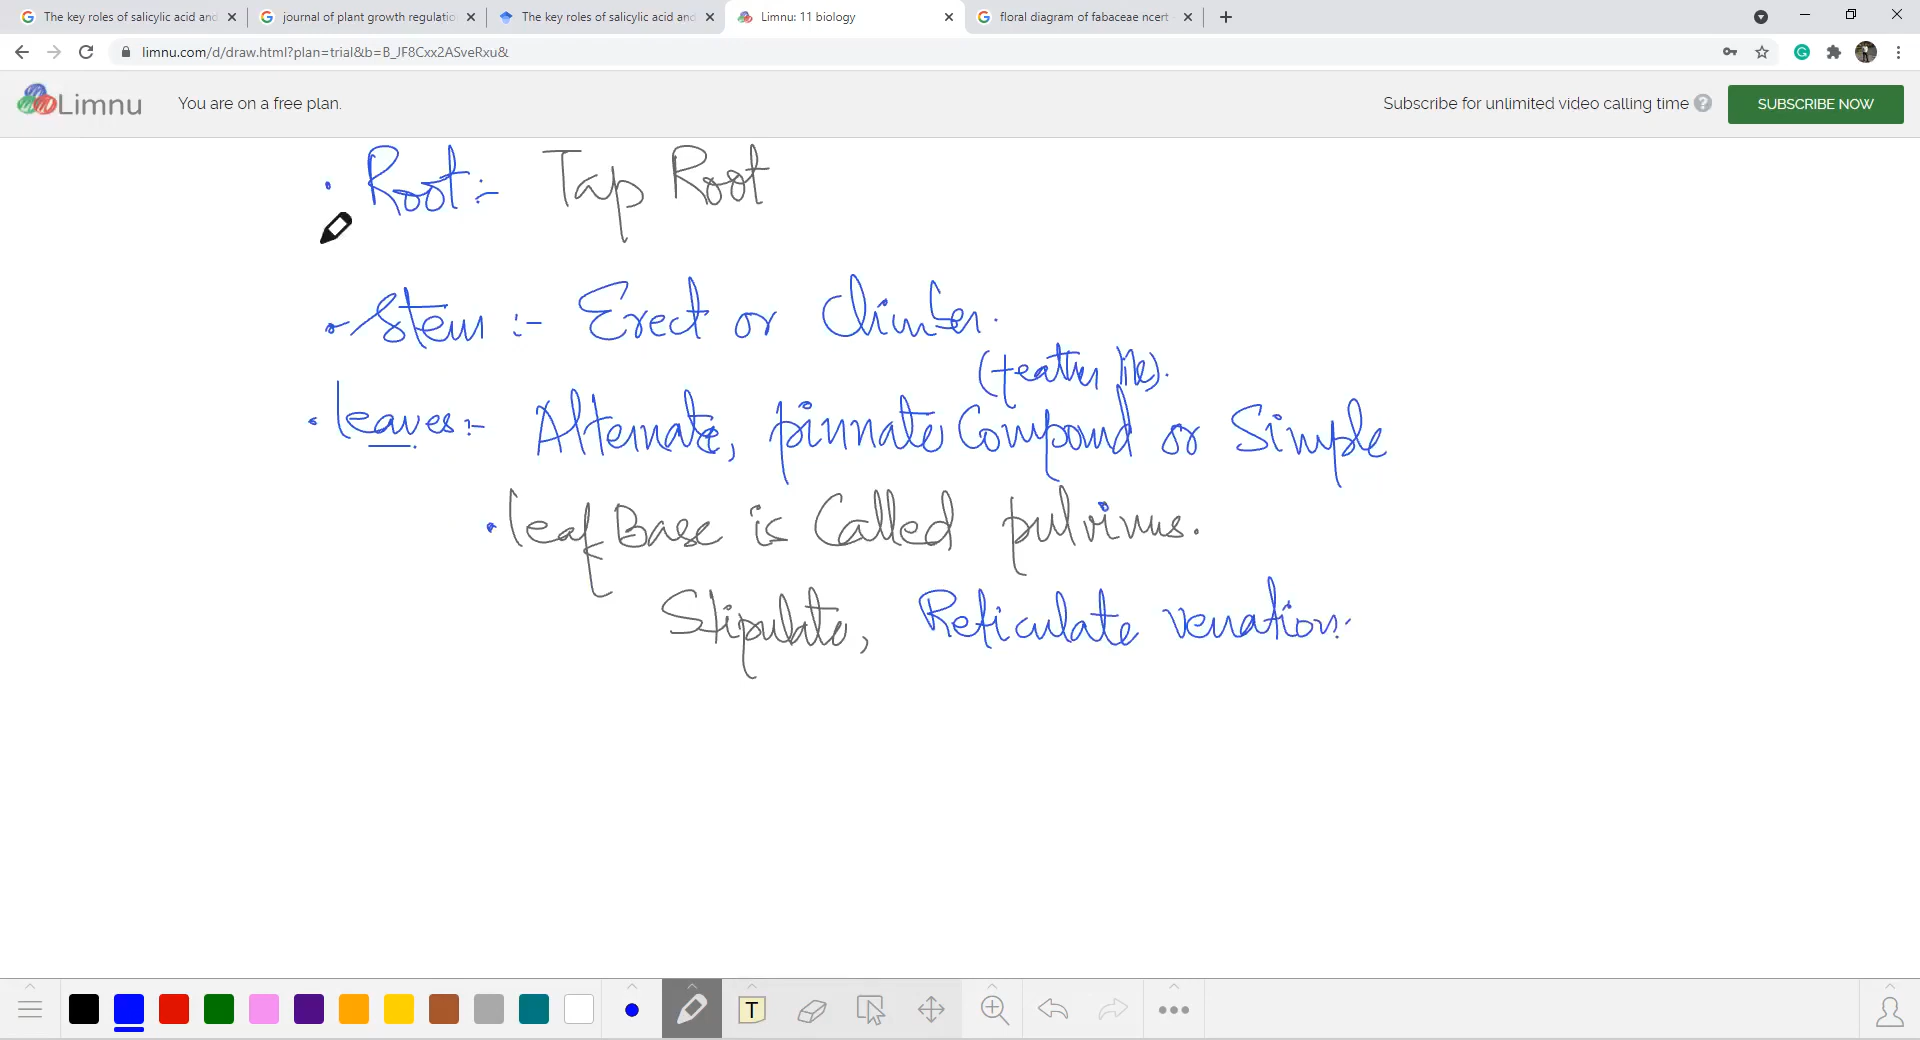 The key roles of salicylic acid and
journal of plant growth regulatio
The key roles of salicylic acid and
Limnu: 11 biology
floral diagram of fabaceae ncert
limnu.com/d/draw.html?plan=trial&b=B_JF8Cxx2ASveRxu&
Limnu
You are on a free plan.
Subscribe for unlimited video calling time ?
SUBSCRIBE NOW
• Root:- Tap Root
• Stem :- Erect or Climber.
(feather like).
• leaves:- Alternate, pinnate Compound or Simple
• leaf Base is Called pulvinus.
Stipulate, Reticulate venation.
T